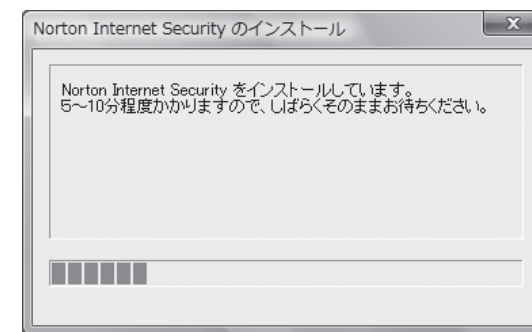 Norton Internet Security のインストール
Norton Internet Security をインストールしています。
5～10分程度かかりますので、しばらくそのままお待ちください。